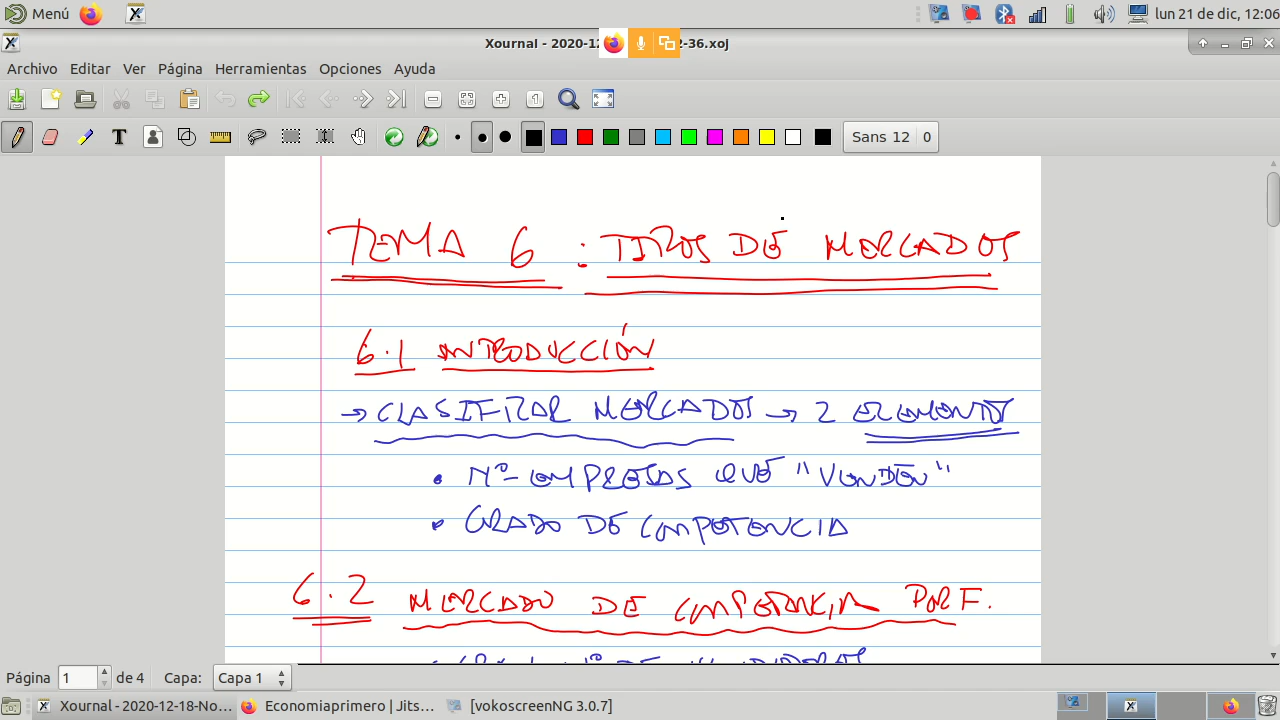 Menú lun 21 de dic, 12:06
Xournal - 2020-12 2-36.xoj
Archivo Editar Ver Página Herramientas Opciones Ayuda
Sans 12 0
TEMA 6 : TIPOS DE MERCADOS
6.1 INTRODUCCIÓN
→ CLASIFICAR MERCADOS → 2 ELEMENTOS
• Nº EMPRESAS QUE "VENDEN"
• GRADO DE COMPETENCIA
6.2 MERCADO DE COMPETENCIA PERF.
Página 1 de 4 Capa: Capa 1
Xournal - 2020-12-18-No... Economiaprimero | Jits... [vokoscreenNG 3.0.7]